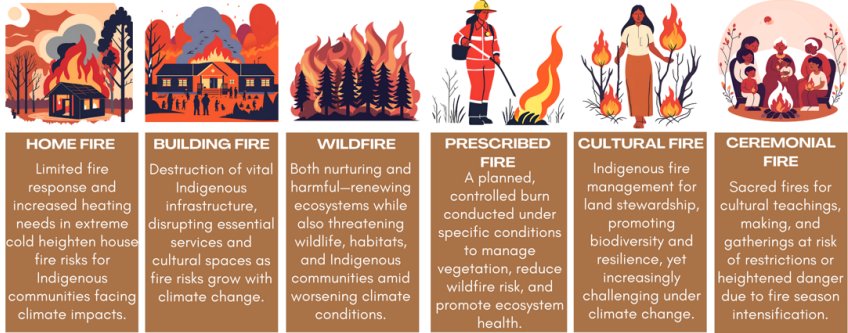 HOME FIRE
Limited fire
response and
increased heating
needs in extreme
cold heighten house
fire risks for
Indigenous
communities facing
climate impacts.
BUILDING FIRE
Destruction of vital
Indigenous
infrastructure,
disrupting essential
services and
cultural spaces as
fire risks grow with
climate change.
WILDFIRE
Both nurturing and
harmful—renewing
ecosystems while
also threatening
wildlife, habitats,
and Indigenous
communities amid
worsening climate
conditions.
PRESCRIBED
FIRE
A planned,
controlled burn
conducted under
specific conditions
to manage
vegetation, reduce
wildfire risk, and
promote ecosystem
health.
CULTURAL FIRE
Indigenous fire
management for
land stewardship,
promoting
biodiversity and
resilience, yet
increasingly
challenging under
climate change.
CEREMONIAL
FIRE
Sacred fires for
cultural teachings,
making, and
gatherings at risk
of restrictions or
heightened danger
due to fire season
intensification.